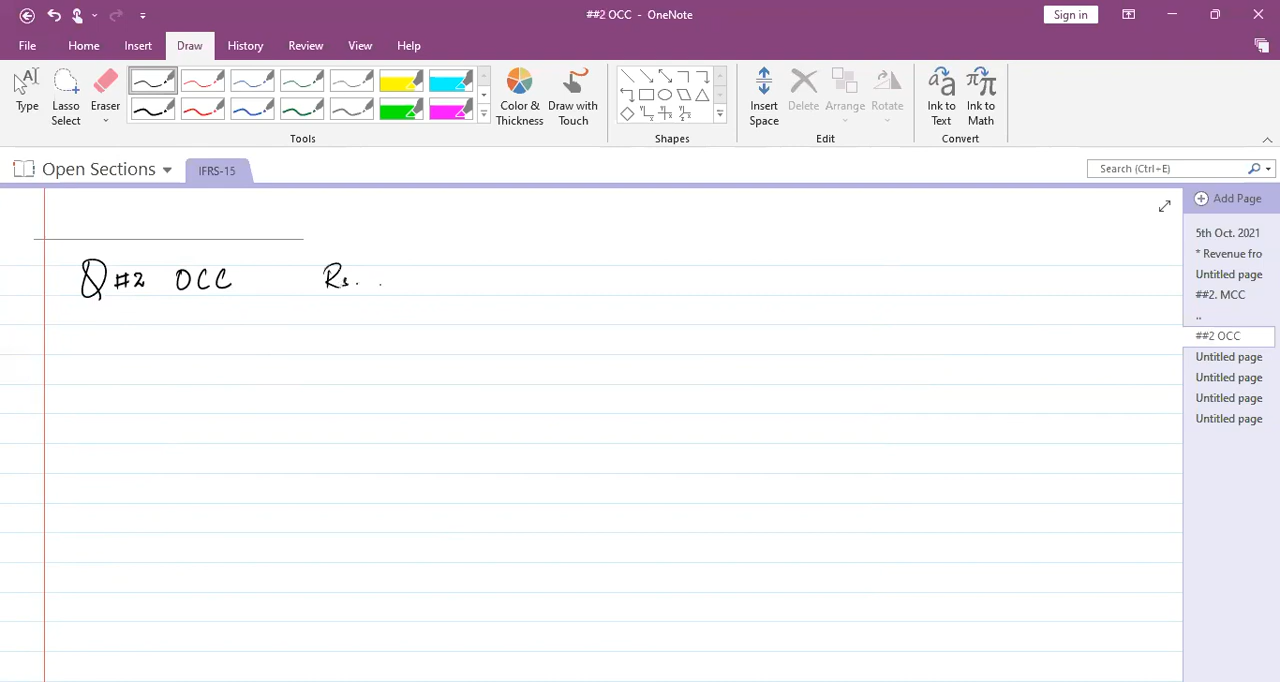 ##2 OCC - OneNote
Sign in
File Home Insert Draw History Review View Help
Type
Lasso Select
Eraser
Color & Thickness
Draw with Touch
Insert Space
Delete
Arrange
Rotate
Ink to Text
Ink to Math
Tools Shapes Edit Convert
Open Sections IFRS-15
Search (Ctrl+E)
Add Page
5th Oct. 2021
* Revenue fro
Untitled page
##2. MCC
..
##2 OCC
Untitled page
Untitled page
Untitled page
Untitled page
Q #2 OCC Rs. .